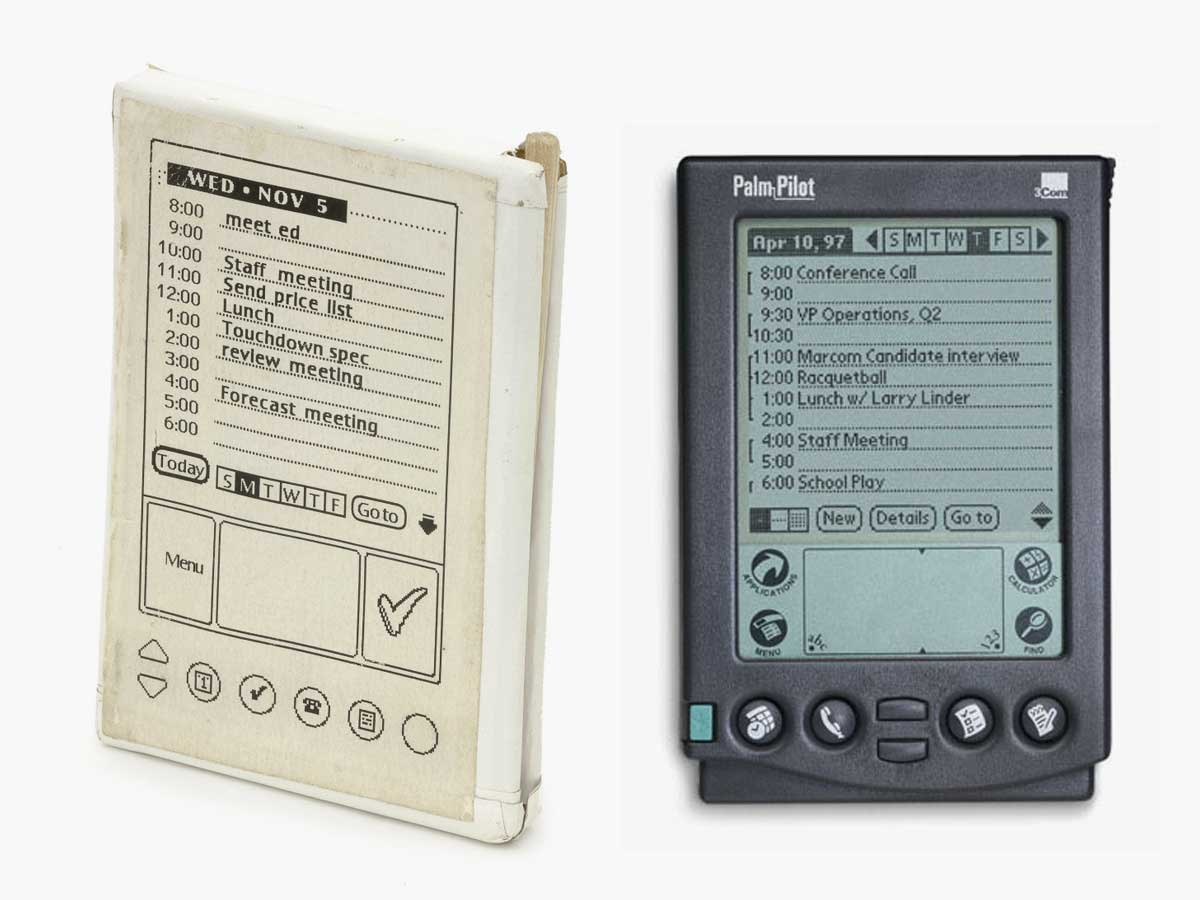 WED • NOV 5
8:00 meet ed
9:00
10:00 Staff meeting
11:00 Send price list
12:00 Lunch
1:00 Touchdown spec
2:00 review meeting
3:00
4:00 Forecast meeting
5:00
6:00
Today S M T W T F Go to
Menu
1
Palm Pilot
3Com
Apr 10, 97 S M T W T F S
8:00 Conference Call
9:00
9:30 VP Operations, Q2
10:30
11:00 Marcom Candidate interview
12:00 Racquetball
1:00 Lunch w/ Larry Linder
2:00
4:00 Staff Meeting
5:00
6:00 School Play
New Details Go to
APPLICATIONS CALCULATOR
MENU abc 123 FIND